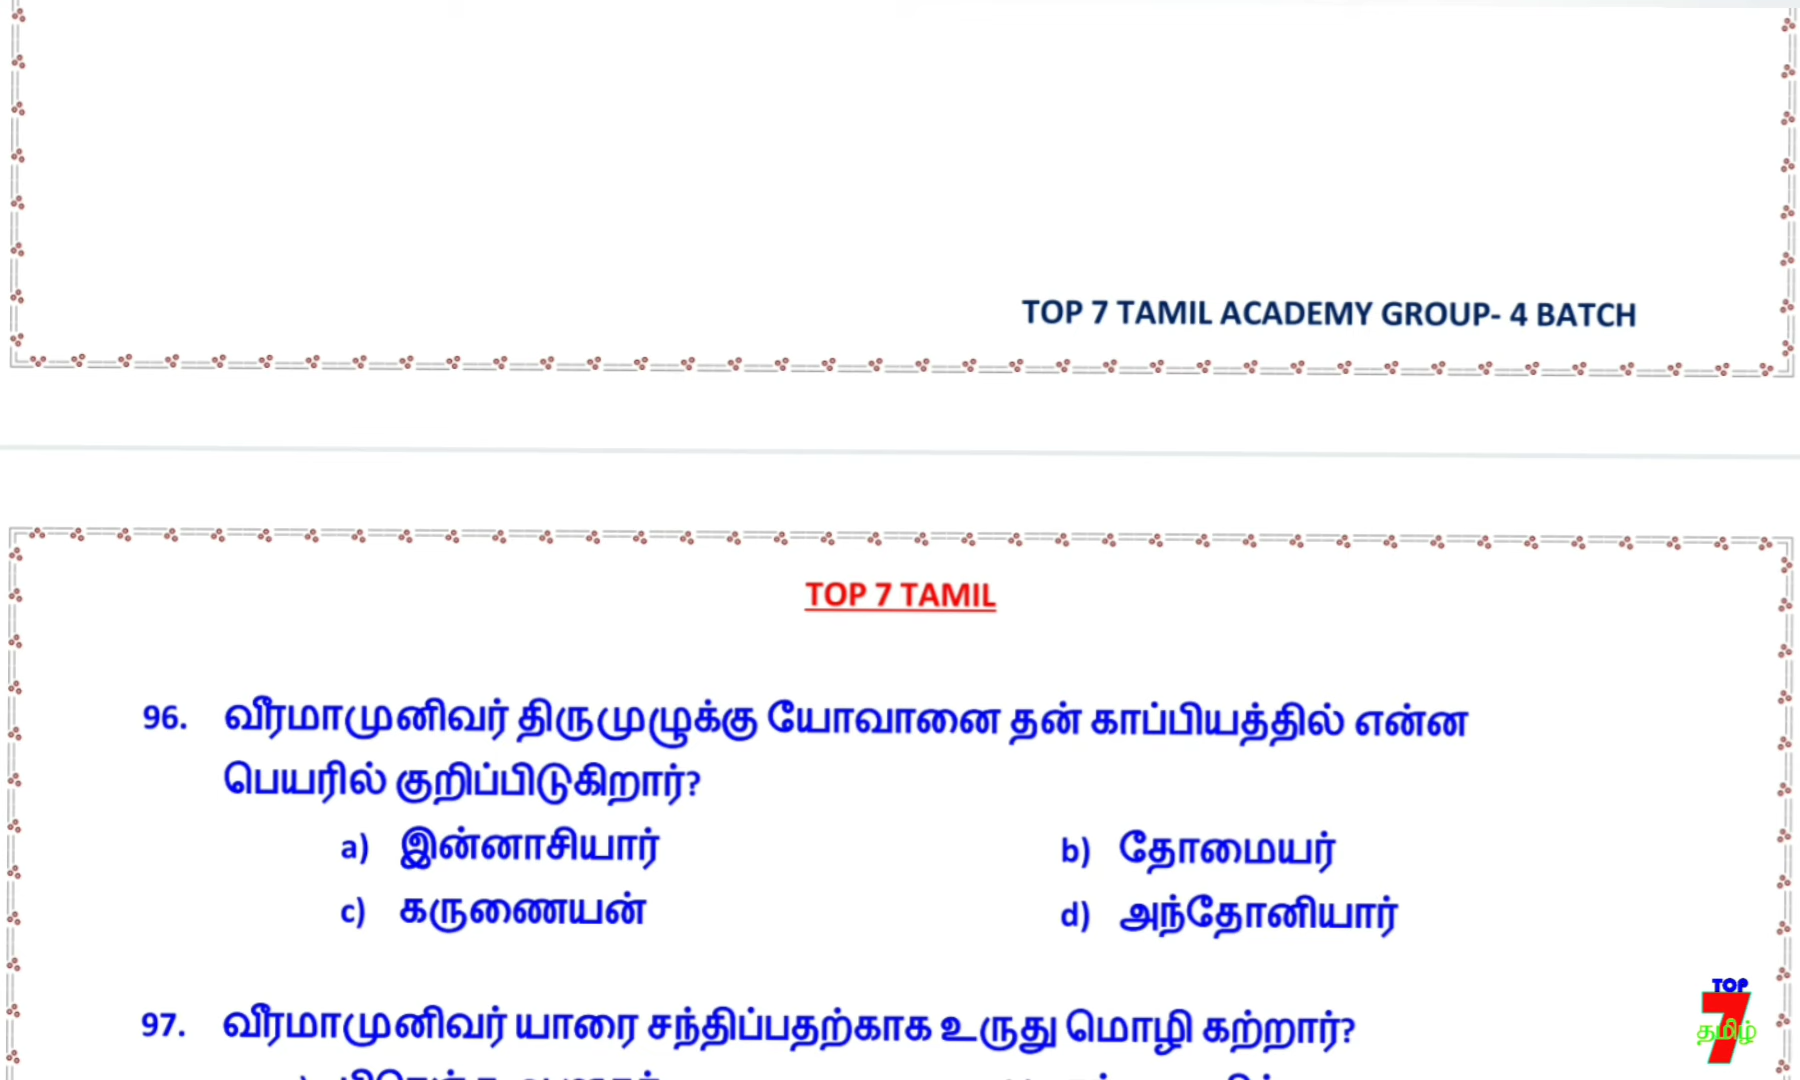 TOP 7 TAMIL ACADEMY GROUP- 4 BATCH
TOP 7 TAMIL
96. வீரமாமுனிவர் திருமுழுக்கு யோவானை தன் காப்பியத்தில் என்ன
பெயரில் குறிப்பிடுகிறார்?
a) இன்னாசியார் b) தோமையர்
c) கருணையன் d) அந்தோனியார்
97. வீரமாமுனிவர் யாரை சந்திப்பதற்காக உருது மொழி கற்றார்?
TOP
7
தமிழ்